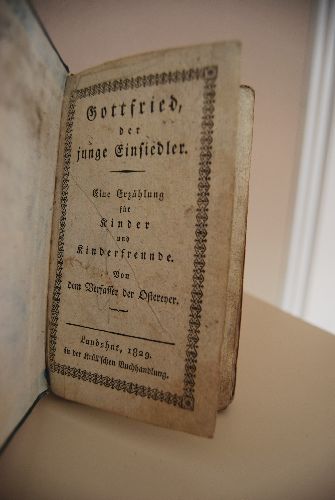 Gottfried,
der
junge Einsiedler.
Eine Erzählung
für
Kinder
und
Kinderfreunde.
Von
dem Verfasser der Ostereyer.
Landshut, 1829.
in der Krüll'schen Buchhandlung.